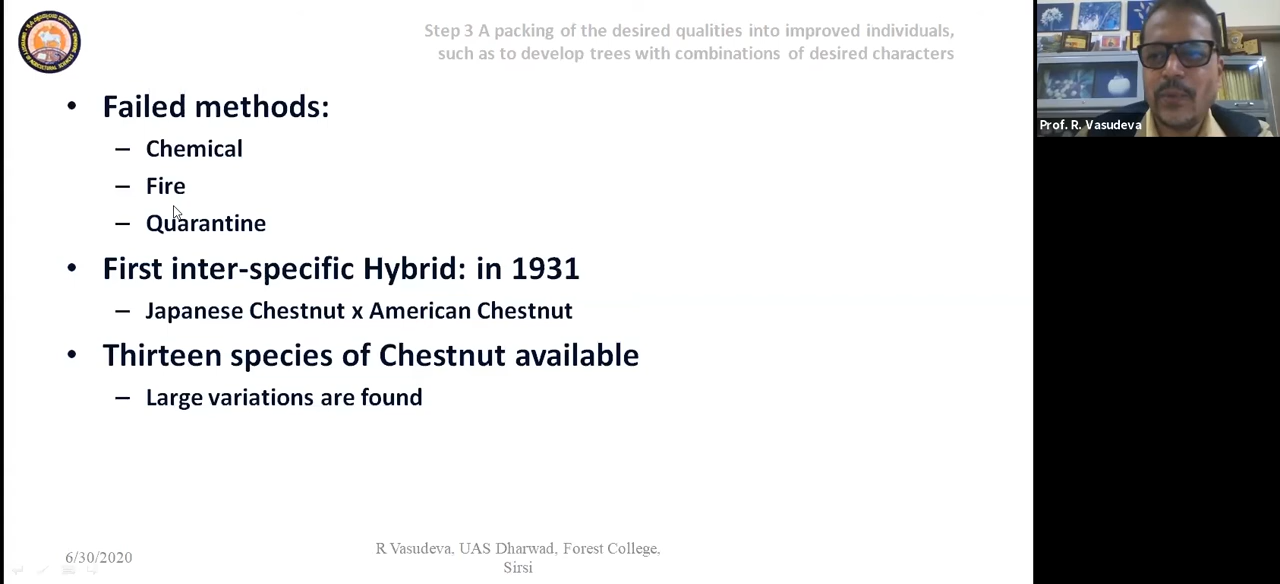 Step 3 A packing of the desired qualities into improved individuals,
such as to develop trees with combinations of desired characters
• Failed methods:
– Chemical
– Fire
– Quarantine
• First inter-specific Hybrid: in 1931
– Japanese Chestnut x American Chestnut
• Thirteen species of Chestnut available
– Large variations are found
6/30/2020
R Vasudeva, UAS Dharwad, Forest College,
Sirsi
Prof. R. Vasudeva